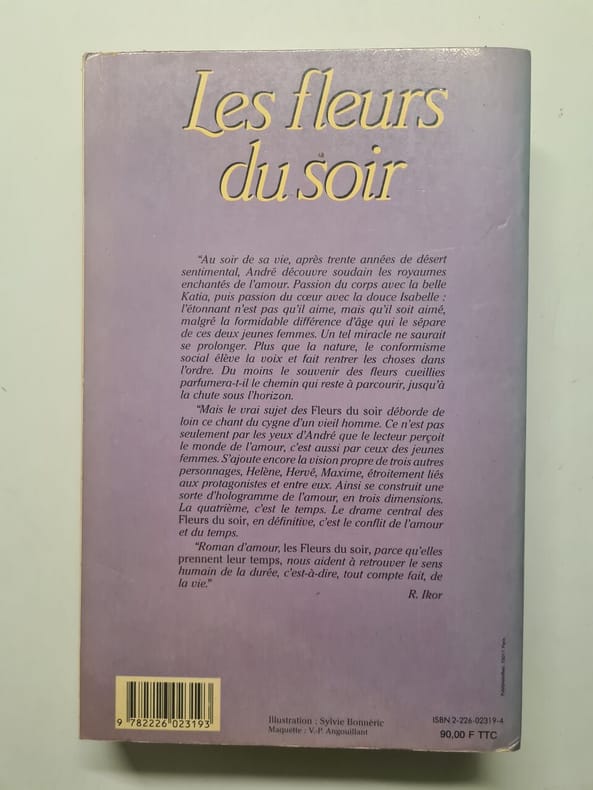 Les fleurs
du soir
"Au soir de sa vie, après trente années de désert
sentimental, André découvre soudain les royaumes
enchantés de l'amour. Passion du corps avec la belle
Katia, puis passion du cœur avec la douce Isabelle :
l'étonnant n'est pas qu'il aime, mais qu'il soit aimé,
malgré la formidable différence d'âge qui le sépare
de ces deux jeunes femmes. Un tel miracle ne saurait
se prolonger. Plus que la nature, le conformisme
social élève la voix et fait rentrer les choses dans
l'ordre. Du moins le souvenir des fleurs cueillies
parfumera-t-il le chemin qui reste à parcourir, jusqu'à
la chute sous l'horizon.
"Mais le vrai sujet des Fleurs du soir déborde de
loin ce chant du cygne d'un vieil homme. Ce n'est pas
seulement par les yeux d'André que le lecteur perçoit
le monde de l'amour, c'est aussi par ceux des jeunes
femmes. S'ajoute encore la vision propre de trois autres
personnages, Helène, Hervé, Maxime, étroitement liés
aux protagonistes et entre eux. Ainsi se construit une
sorte d'hologramme de l'amour, en trois dimensions.
La quatrième, c'est le temps. Le drame central des
Fleurs du soir, en définitive, c'est le conflit de l'amour
et du temps.
"Roman d'amour, les Fleurs du soir, parce qu'elles
prennent leur temps, nous aident à retrouver le sens
humain de la durée, c'est-à-dire, tout compte fait, de
la vie."
R. Ikor
9 782226 023193
Illustration : Sylvie Bonnéric
Maquette : V.-P. Angouillant
ISBN 2-226-02319-4
90,00 F TTC